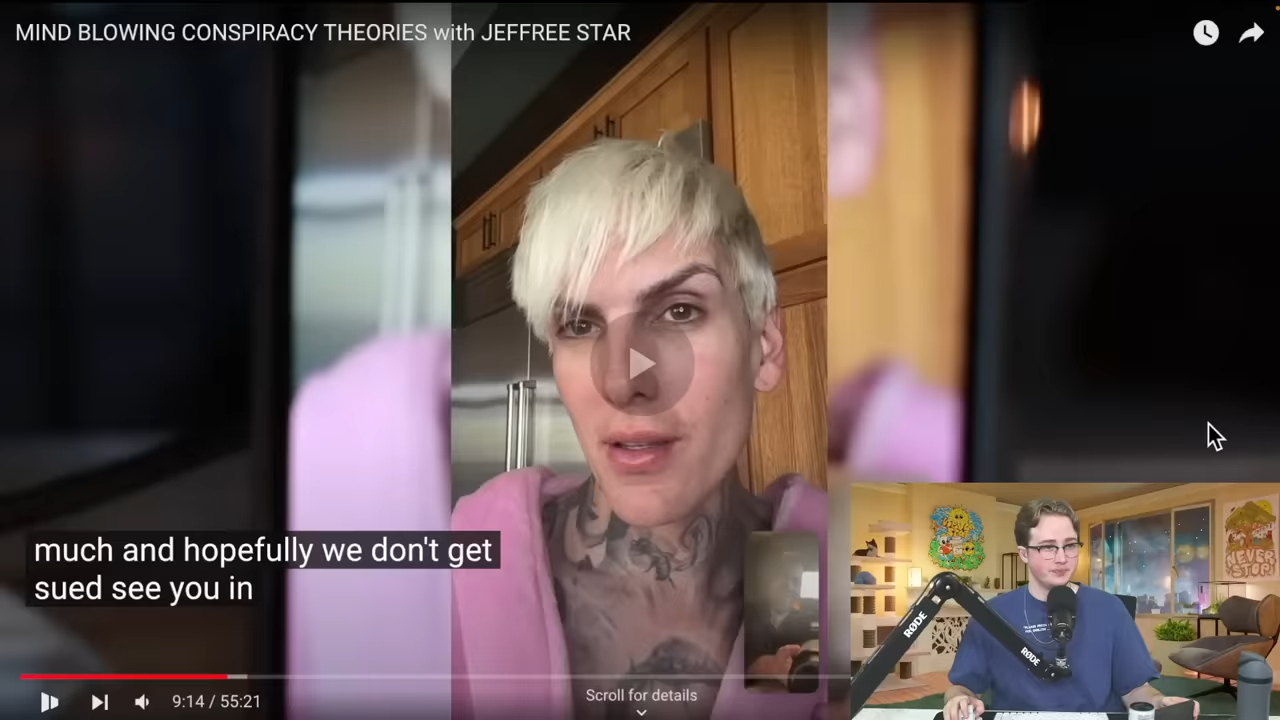 MIND BLOWING CONSPIRACY THEORIES with JEFFREE STAR
much and hopefully we don't get
sued see you in
9:14 / 55:21
Scroll for details
RØDE
RØDE
NEVER
STOP!